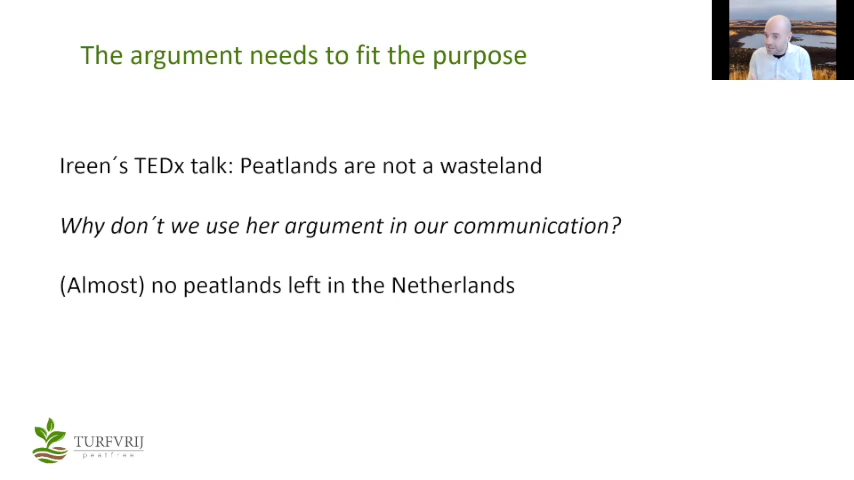 The argument needs to fit the purpose
Ireen´s TEDx talk: Peatlands are not a wasteland
Why don´t we use her argument in our communication?
(Almost) no peatlands left in the Netherlands
TURFVRIJ
peatfree